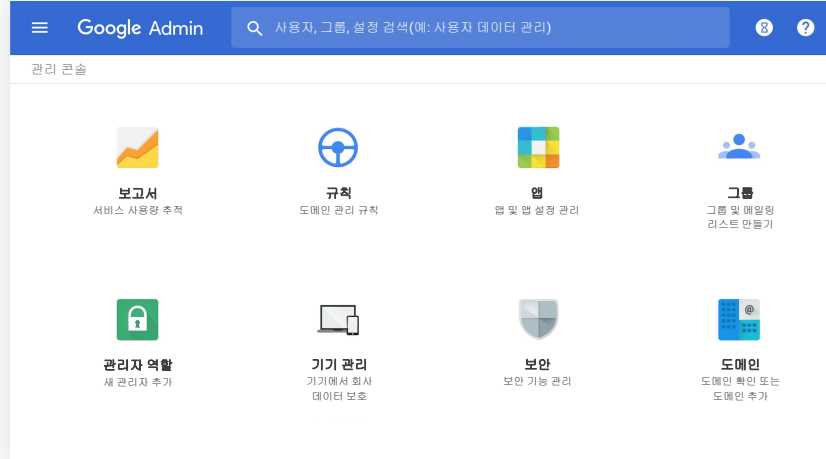 Google Admin
사용자, 그룹, 설정 검색(예: 사용자 데이터 관리)
관리 콘솔
보고서
서비스 사용량 추적
규칙
도메인 관리 규칙
앱
앱 및 앱 설정 관리
그룹
그룹 및 메일링
리스트 만들기
관리자 역할
새 관리자 추가
기기 관리
기기에서 회사
데이터 보호
보안
보안 기능 관리
@
도메인
도메인 확인 또는
도메인 추가